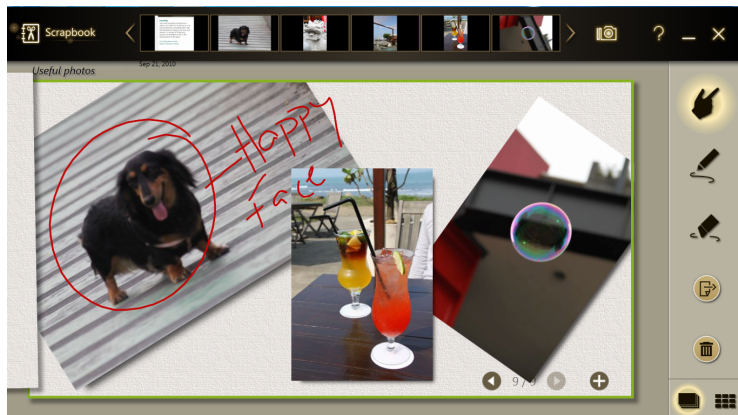 Scrapbook
?
Sep 21, 2010
Useful photos
Happy
Face
9 / 9